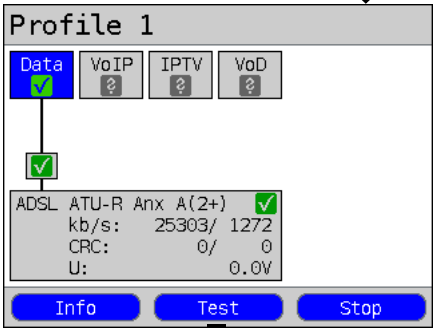 Profile 1
Data VoIP IPTV VoD
? ? ?
ADSL ATU-R Anx A(2+)
kb/s: 25303/ 1272
CRC: 0/ 0
U: 0.0V
Info Test Stop